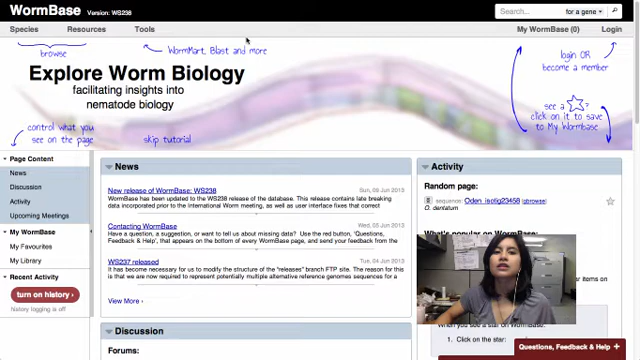 WormBase Version: WS238
Search... for a gene
Species Resources Tools My WormBase (0) Login
browse
WormMart, Blast and more
login OR
become a member
Explore Worm Biology
facilitating insights into
nematode biology
see a ?
click on it to save
to My Wormbase
control what you
see on the page
skip tutorial
Page Content
News
Discussion
Activity
Upcoming Meetings
My WormBase
My Favourites
My Library
Recent Activity
turn on history ›
history logging is off
News
New release of WormBase: WS238 Sun, 09 Jun 2013
WormBase has been updated to the WS238 release of the database. This release contains late breaking
data incorporated prior to the International Worm meeting, as well as user interface fixes that correct
Contacting WormBase Wed, 05 Jun 2013
Have a question, a suggestion, or want to tell us about missing data? Use the red button, 'Questions,
Feedback & Help', that appears on the bottom of every WormBase page, and send your feedback from the
WS237 released Tue, 04 Jun 2013
It has become necessary for us to modify the structure of the "releases" branch FTP site. The reason for
this is that we are now required to represent potentially multiple alternate reference genomes sequences for a
View More ›
Discussion
Forums:
Activity
Random page:
sequence: Oden_isotig23458 (gbrowse)
O. dentatum
What's popular on WormBase
items on
When you see a star on WormBase:
1. Click on the star:
Questions, Feedback & Help +